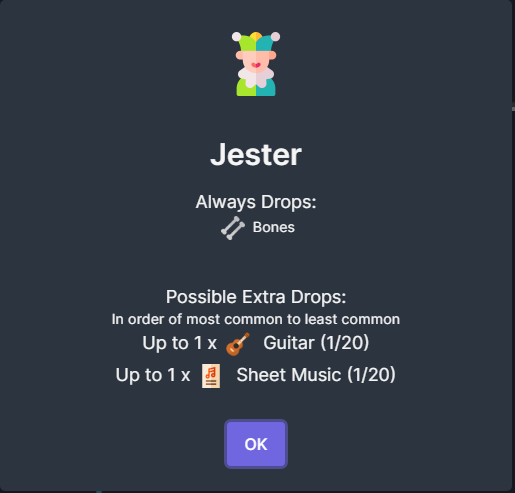 Jester
Always Drops:
Bones
Possible Extra Drops:
In order of most common to least common
Up to 1 x Guitar (1/20)
Up to 1 x Sheet Music (1/20)
OK